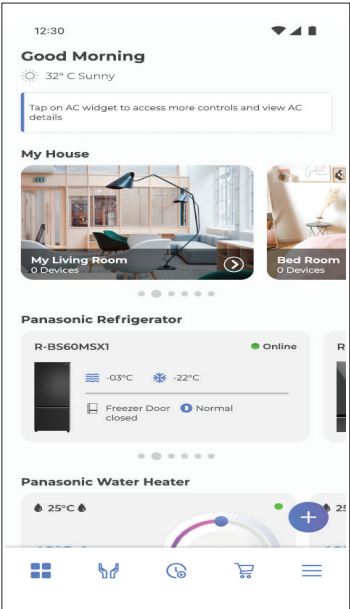 12:30
Good Morning
32° C Sunny
Tap on AC widget to access more controls and view AC
details
My House
My Living Room
0 Devices
Bed Room
0 Devices
Panasonic Refrigerator
R-BS60MSX1
Online
R
-03°C
-22°C
Freezer Door
closed
Normal
Panasonic Water Heater
25°C
25